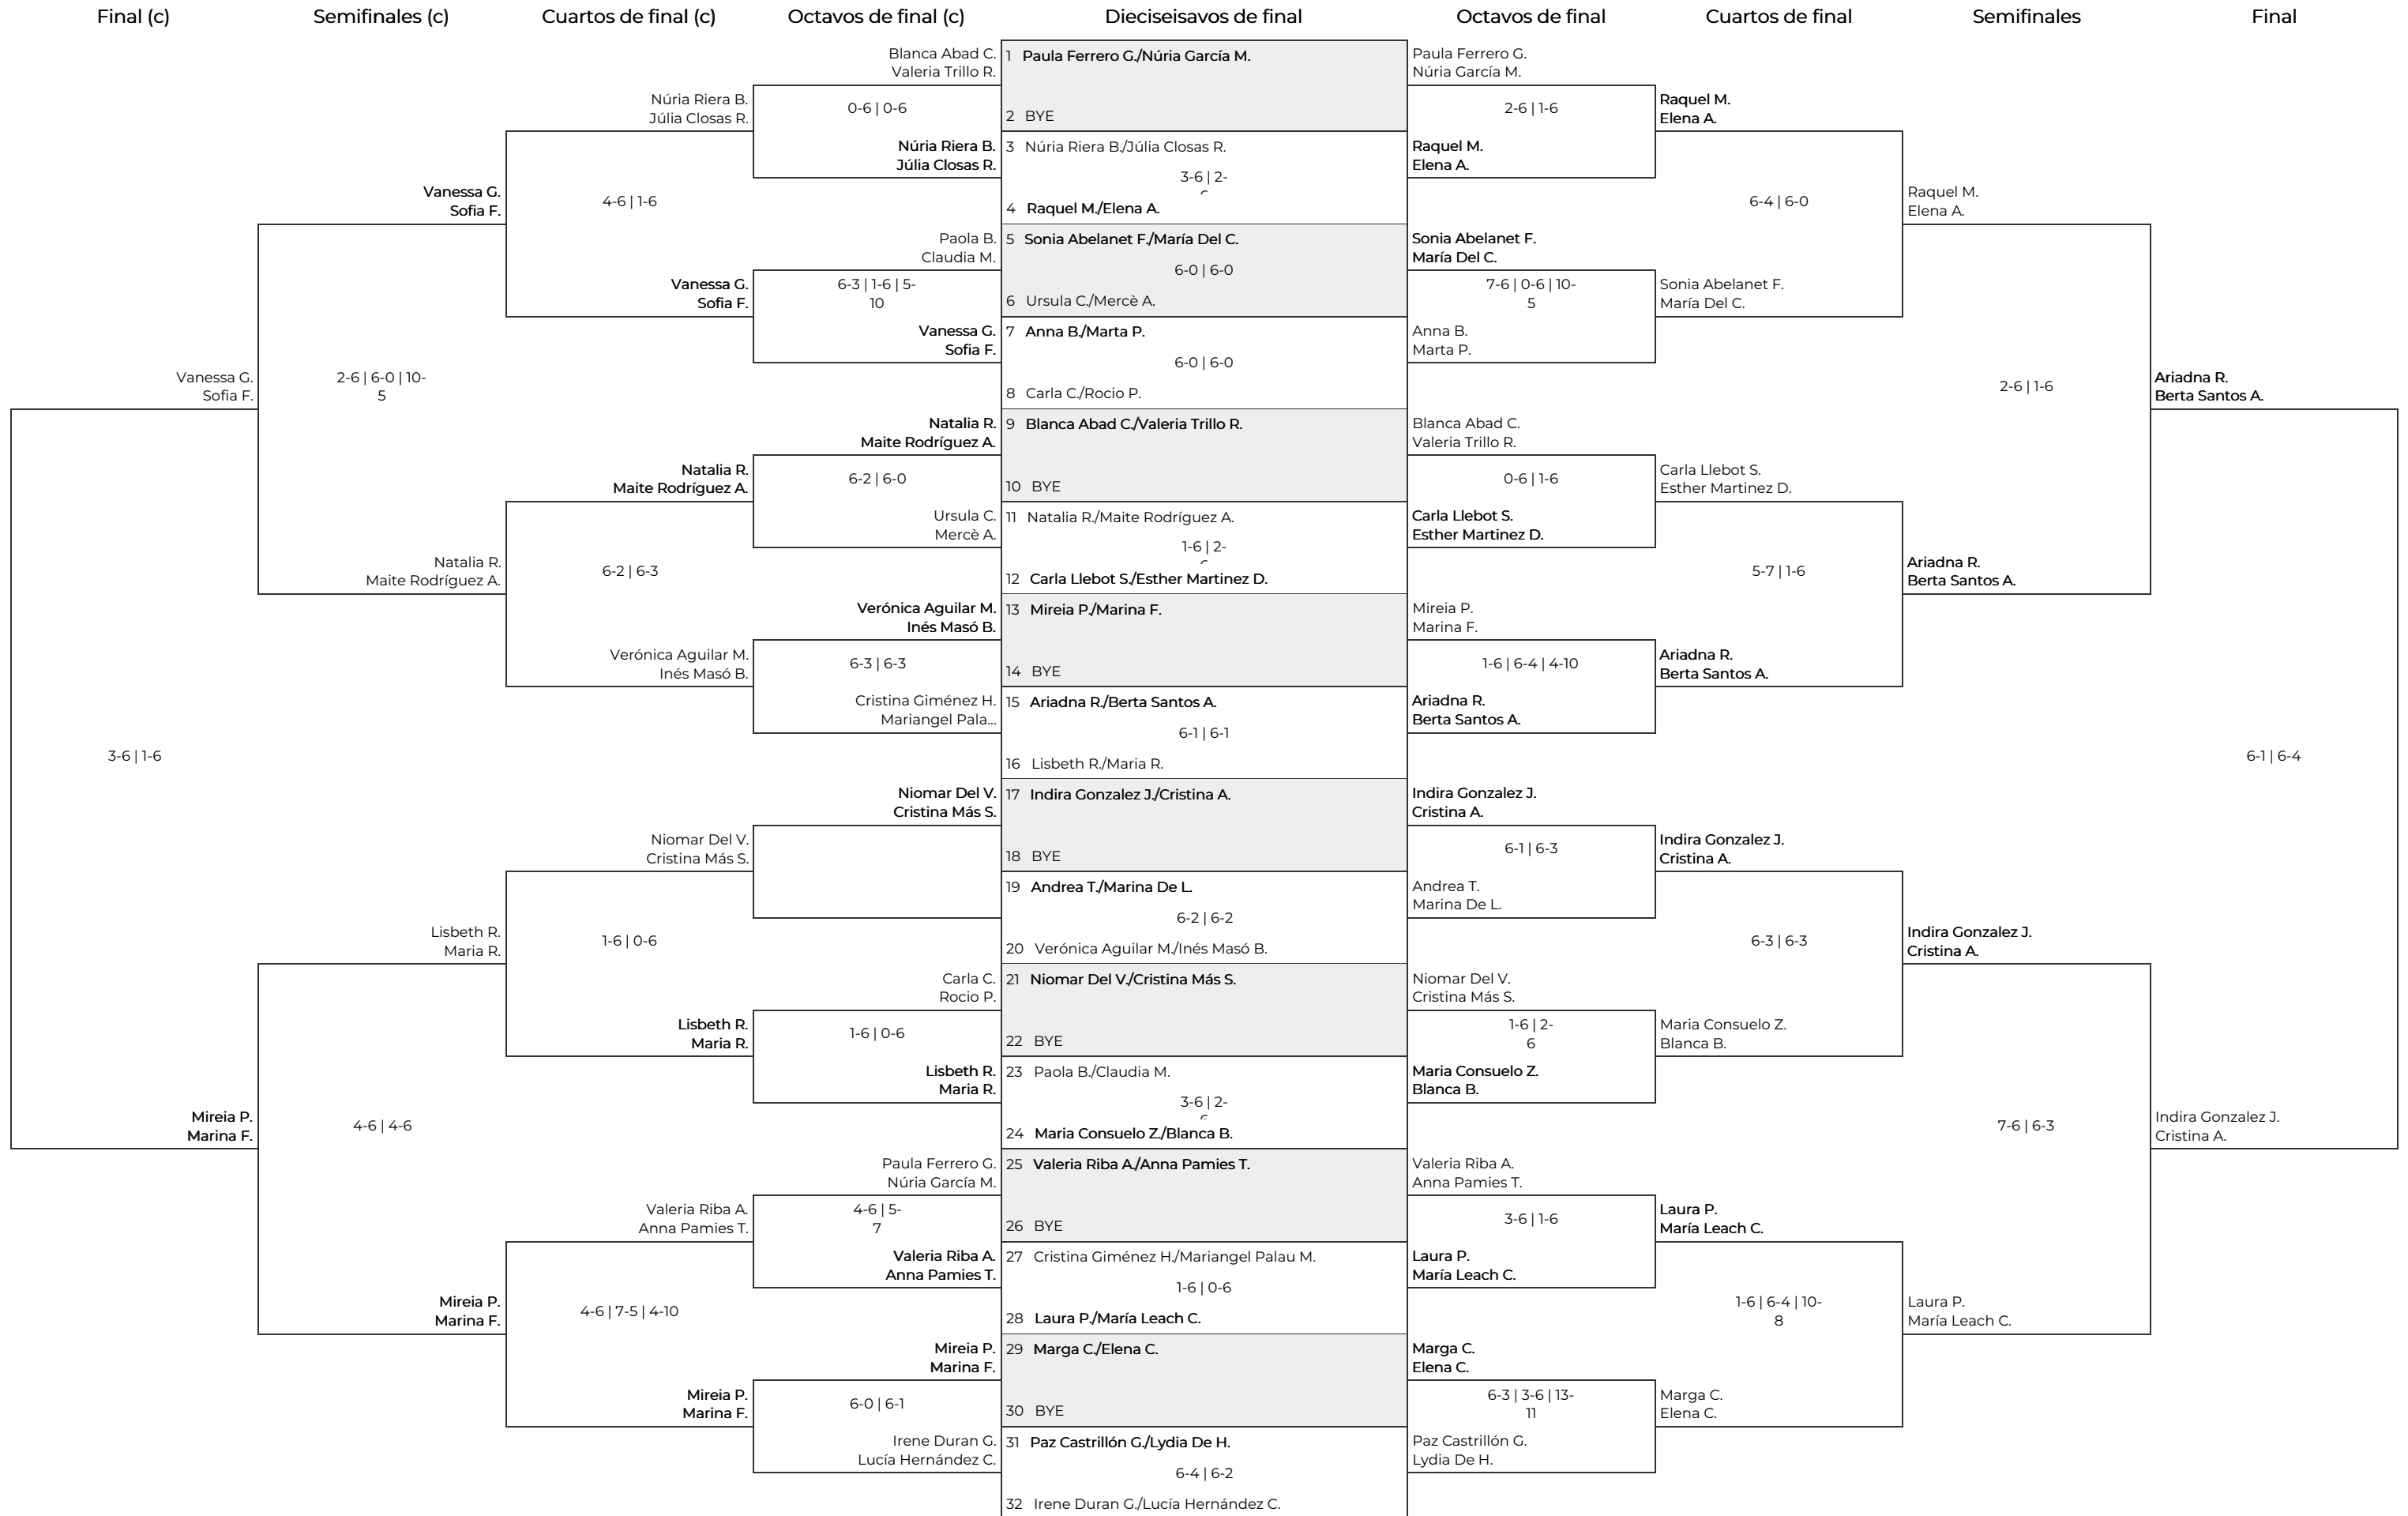 Final (c)
Semifinales (c)
Cuartos de final (c)
Octavos de final (c)
Dieciseisavos de final
Octavos de final
Cuartos de final
Semifinales
Final
Vanessa G.
Sofia F.
3-6 | 1-6
Mireia P.
Marina F.
Vanessa G.
Sofia F.
2-6 | 6-0 | 10-
5
Natalia R.
Maite Rodríguez A.
Lisbeth R.
Maria R.
4-6 | 4-6
Mireia P.
Marina F.
Núria Riera B.
Júlia Closas R.
4-6 | 1-6
Vanessa G.
Sofia F.
Natalia R.
Maite Rodríguez A.
6-2 | 6-3
Verónica Aguilar M.
Inés Masó B.
Niomar Del V.
Cristina Más S.
1-6 | 0-6
Lisbeth R.
Maria R.
Valeria Riba A.
Anna Pamies T.
4-6 | 7-5 | 4-10
Mireia P.
Marina F.
Blanca Abad C.
Valeria Trillo R.
0-6 | 0-6
Núria Riera B.
Júlia Closas R.
Paola B.
Claudia M.
6-3 | 1-6 | 5-
10
Vanessa G.
Sofia F.
Natalia R.
Maite Rodríguez A.
6-2 | 6-0
Ursula C.
Mercè A.
Verónica Aguilar M.
Inés Masó B.
6-3 | 6-3
Cristina Giménez H.
Mariangel Pala...
Niomar Del V.
Cristina Más S.
Carla C.
Rocio P.
1-6 | 0-6
Lisbeth R.
Maria R.
Paula Ferrero G.
Núria García M.
4-6 | 5-
7
Valeria Riba A.
Anna Pamies T.
Mireia P.
Marina F.
6-0 | 6-1
Irene Duran G.
Lucía Hernández C.
1 Paula Ferrero G./Núria García M.
2 BYE
3 Núria Riera B./Júlia Closas R.
3-6 | 2-
4 Raquel M./Elena A.
5 Sonia Abelanet F./María Del C.
6-0 | 6-0
6 Ursula C./Mercè A.
7 Anna B./Marta P.
6-0 | 6-0
8 Carla C./Rocio P.
9 Blanca Abad C./Valeria Trillo R.
10 BYE
11 Natalia R./Maite Rodríguez A.
1-6 | 2-
12 Carla Llebot S./Esther Martinez D.
13 Mireia P./Marina F.
14 BYE
15 Ariadna R./Berta Santos A.
6-1 | 6-1
16 Lisbeth R./Maria R.
17 Indira Gonzalez J./Cristina A.
18 BYE
19 Andrea T./Marina De L.
6-2 | 6-2
20 Verónica Aguilar M./Inés Masó B.
21 Niomar Del V./Cristina Más S.
22 BYE
23 Paola B./Claudia M.
3-6 | 2-
24 Maria Consuelo Z./Blanca B.
25 Valeria Riba A./Anna Pamies T.
26 BYE
27 Cristina Giménez H./Mariangel Palau M.
1-6 | 0-6
28 Laura P./María Leach C.
29 Marga C./Elena C.
30 BYE
31 Paz Castrillón G./Lydia De H.
6-4 | 6-2
32 Irene Duran G./Lucía Hernández C.
Paula Ferrero G.
Núria García M.
2-6 | 1-6
Raquel M.
Elena A.
Sonia Abelanet F.
María Del C.
7-6 | 0-6 | 10-
5
Anna B.
Marta P.
Blanca Abad C.
Valeria Trillo R.
0-6 | 1-6
Carla Llebot S.
Esther Martinez D.
Mireia P.
Marina F.
1-6 | 6-4 | 4-10
Ariadna R.
Berta Santos A.
Indira Gonzalez J.
Cristina A.
6-1 | 6-3
Andrea T.
Marina De L.
Niomar Del V.
Cristina Más S.
1-6 | 2-
6
Maria Consuelo Z.
Blanca B.
Valeria Riba A.
Anna Pamies T.
3-6 | 1-6
Laura P.
María Leach C.
Marga C.
Elena C.
6-3 | 3-6 | 13-
11
Paz Castrillón G.
Lydia De H.
Raquel M.
Elena A.
6-4 | 6-0
Sonia Abelanet F.
María Del C.
Carla Llebot S.
Esther Martinez D.
5-7 | 1-6
Ariadna R.
Berta Santos A.
Indira Gonzalez J.
Cristina A.
6-3 | 6-3
Maria Consuelo Z.
Blanca B.
Laura P.
María Leach C.
1-6 | 6-4 | 10-
8
Marga C.
Elena C.
Raquel M.
Elena A.
2-6 | 1-6
Ariadna R.
Berta Santos A.
Indira Gonzalez J.
Cristina A.
7-6 | 6-3
Laura P.
María Leach C.
Ariadna R.
Berta Santos A.
6-1 | 6-4
Indira Gonzalez J.
Cristina A.